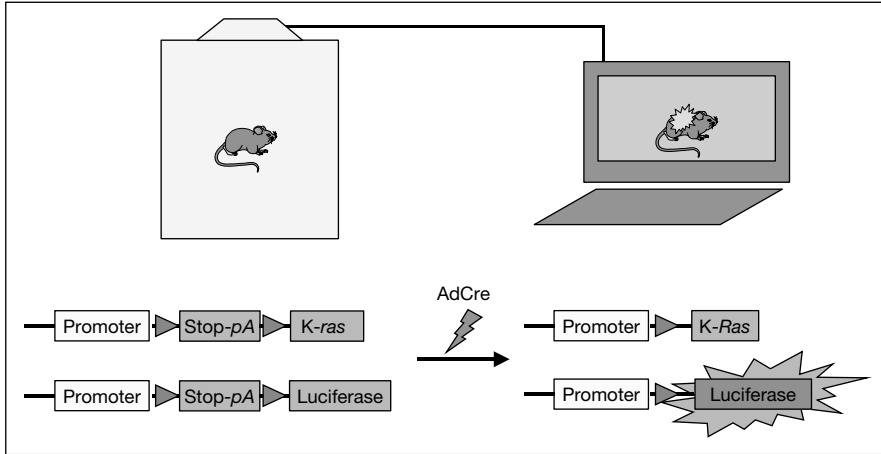 AdCre
Promoter Stop-pA K-ras Promoter K-Ras
Promoter Stop-pA Luciferase Promoter Luciferase